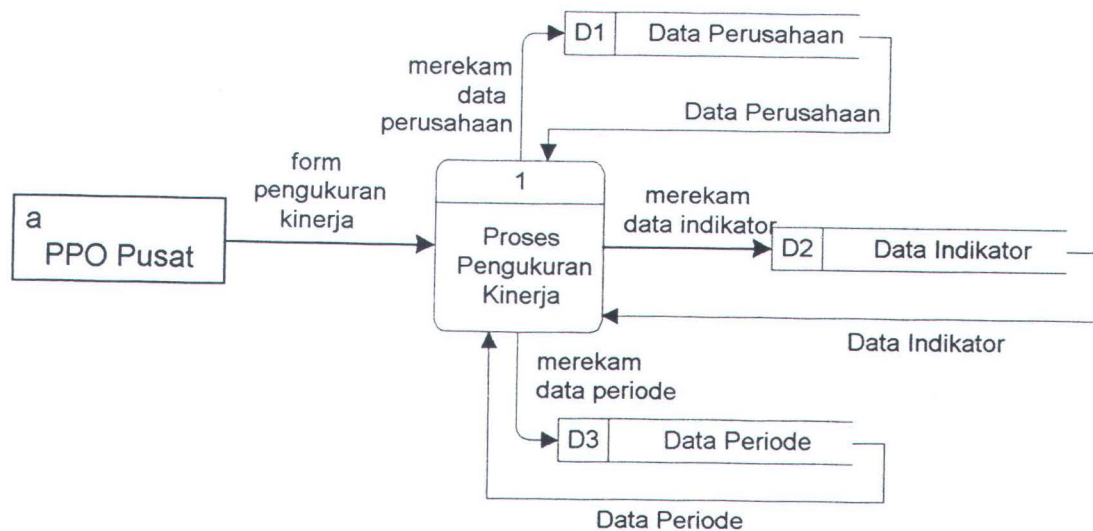 D1
Data Perusahaan
merekam
data
perusahaan
Data Perusahaan
form
pengukuran
kinerja
a
PPO Pusat
1
Proses
Pengukuran
Kinerja
merekam
data indikator
D2
Data Indikator
Data Indikator
merekam
data periode
D3
Data Periode
Data Periode